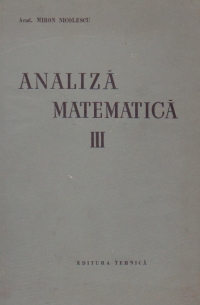 Acad. MIRON NICOLESCU
ANALIZĂ
MATEMATICĂ
III
EDITURA TEHNICĂ